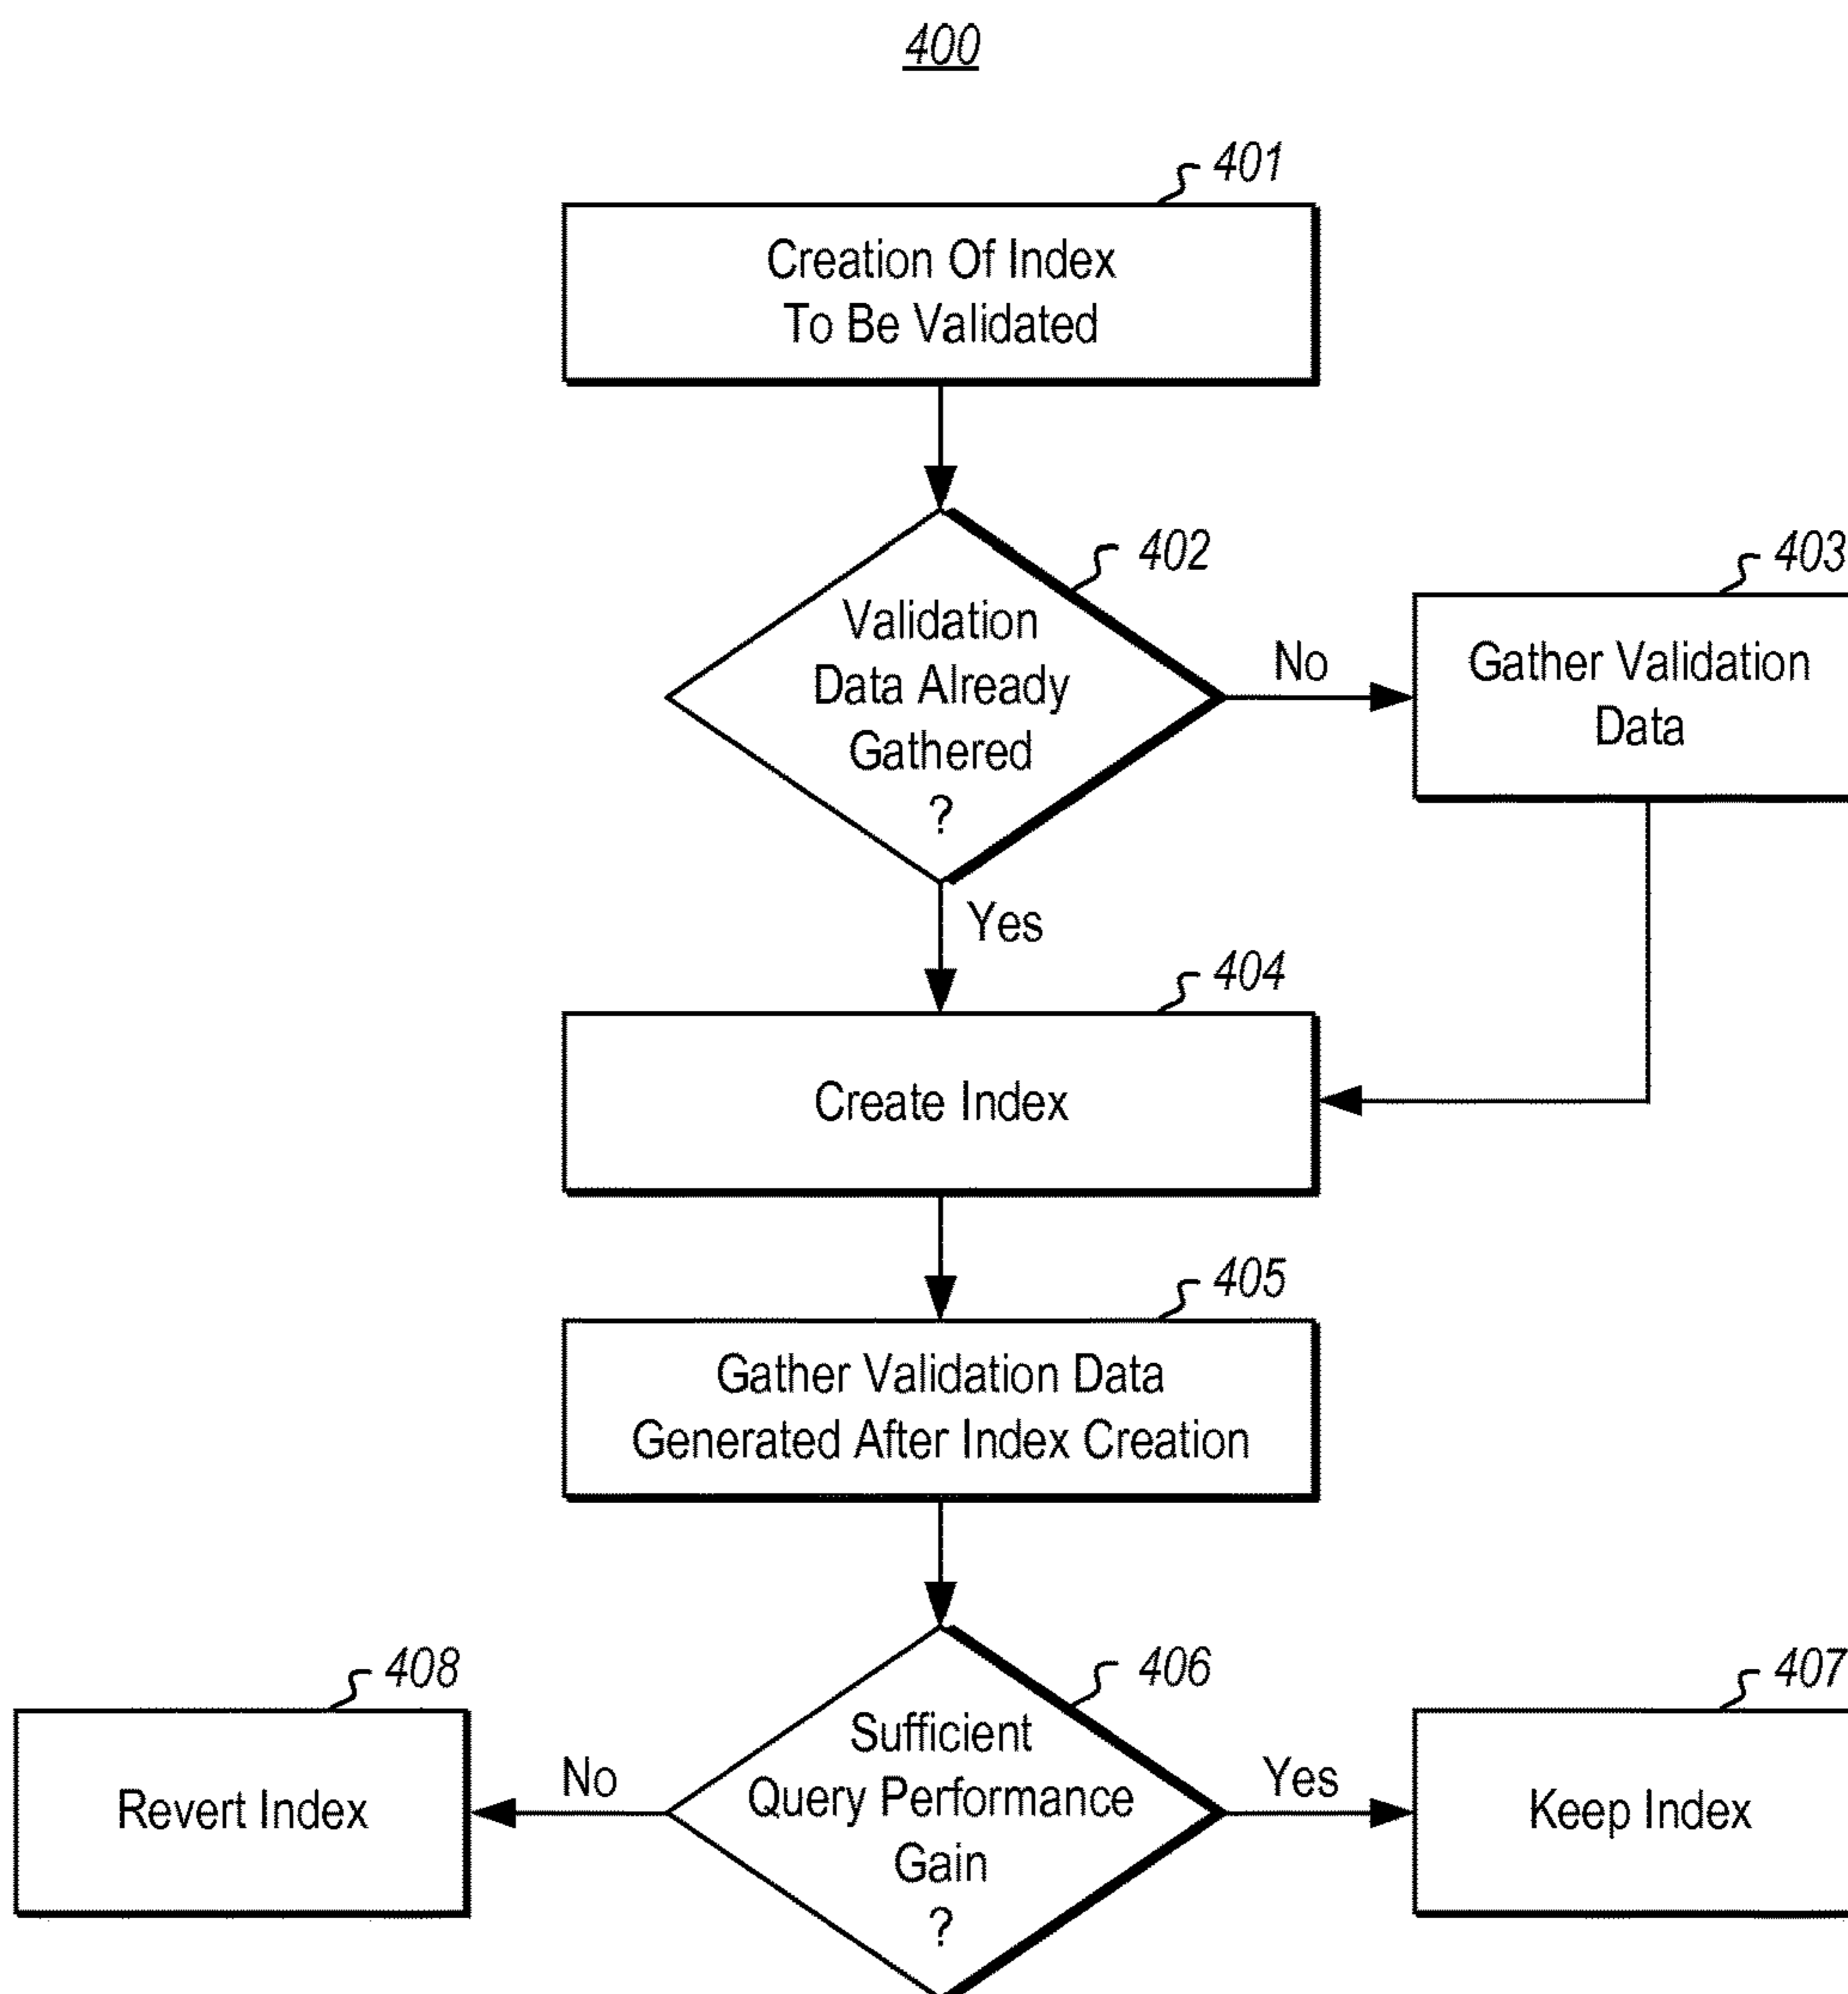 400
401
Creation Of Index
To Be Validated
402
Validation
Data Already
Gathered
?
No
403
Gather Validation
Data
Yes
404
Create Index
405
Gather Validation Data
Generated After Index Creation
406
Sufficient
Query Performance
Gain
?
Yes
407
Keep Index
No
408
Revert Index